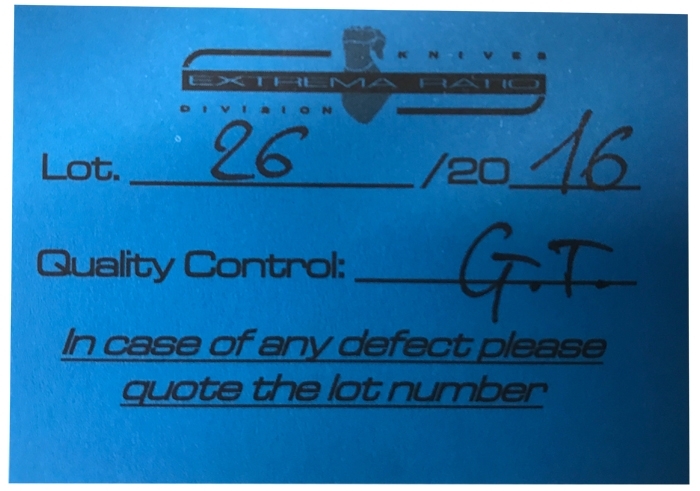 KNIVES
EXTREMA RATIO
DIVISION
Lot. 26 /20 16
Quality Control: G.T.
In case of any defect please
quote the lot number